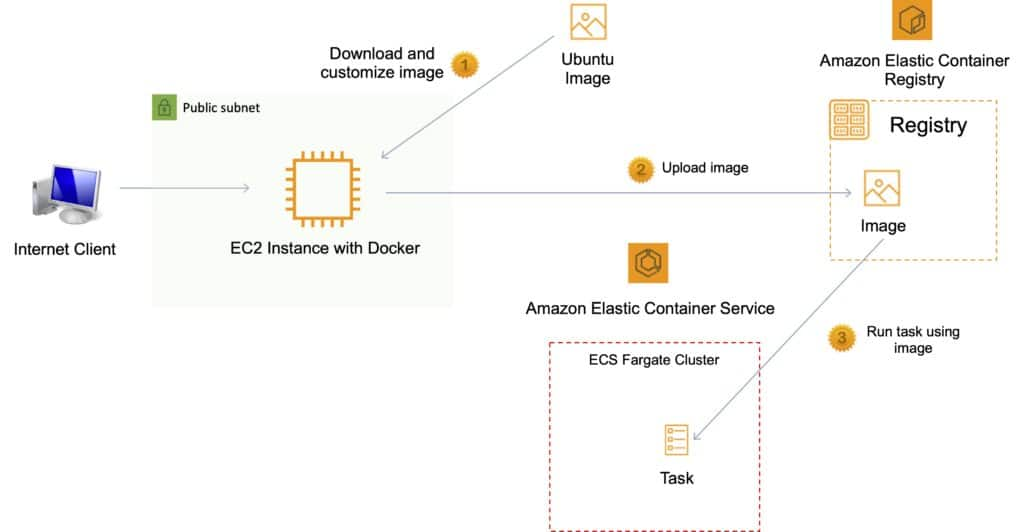 Download and
customize image
1
Ubuntu
Image
Amazon Elastic Container
Registry
Public subnet
Registry
2
Upload image
Image
Internet Client
EC2 Instance with Docker
Amazon Elastic Container Service
3
Run task using
image
ECS Fargate Cluster
Task